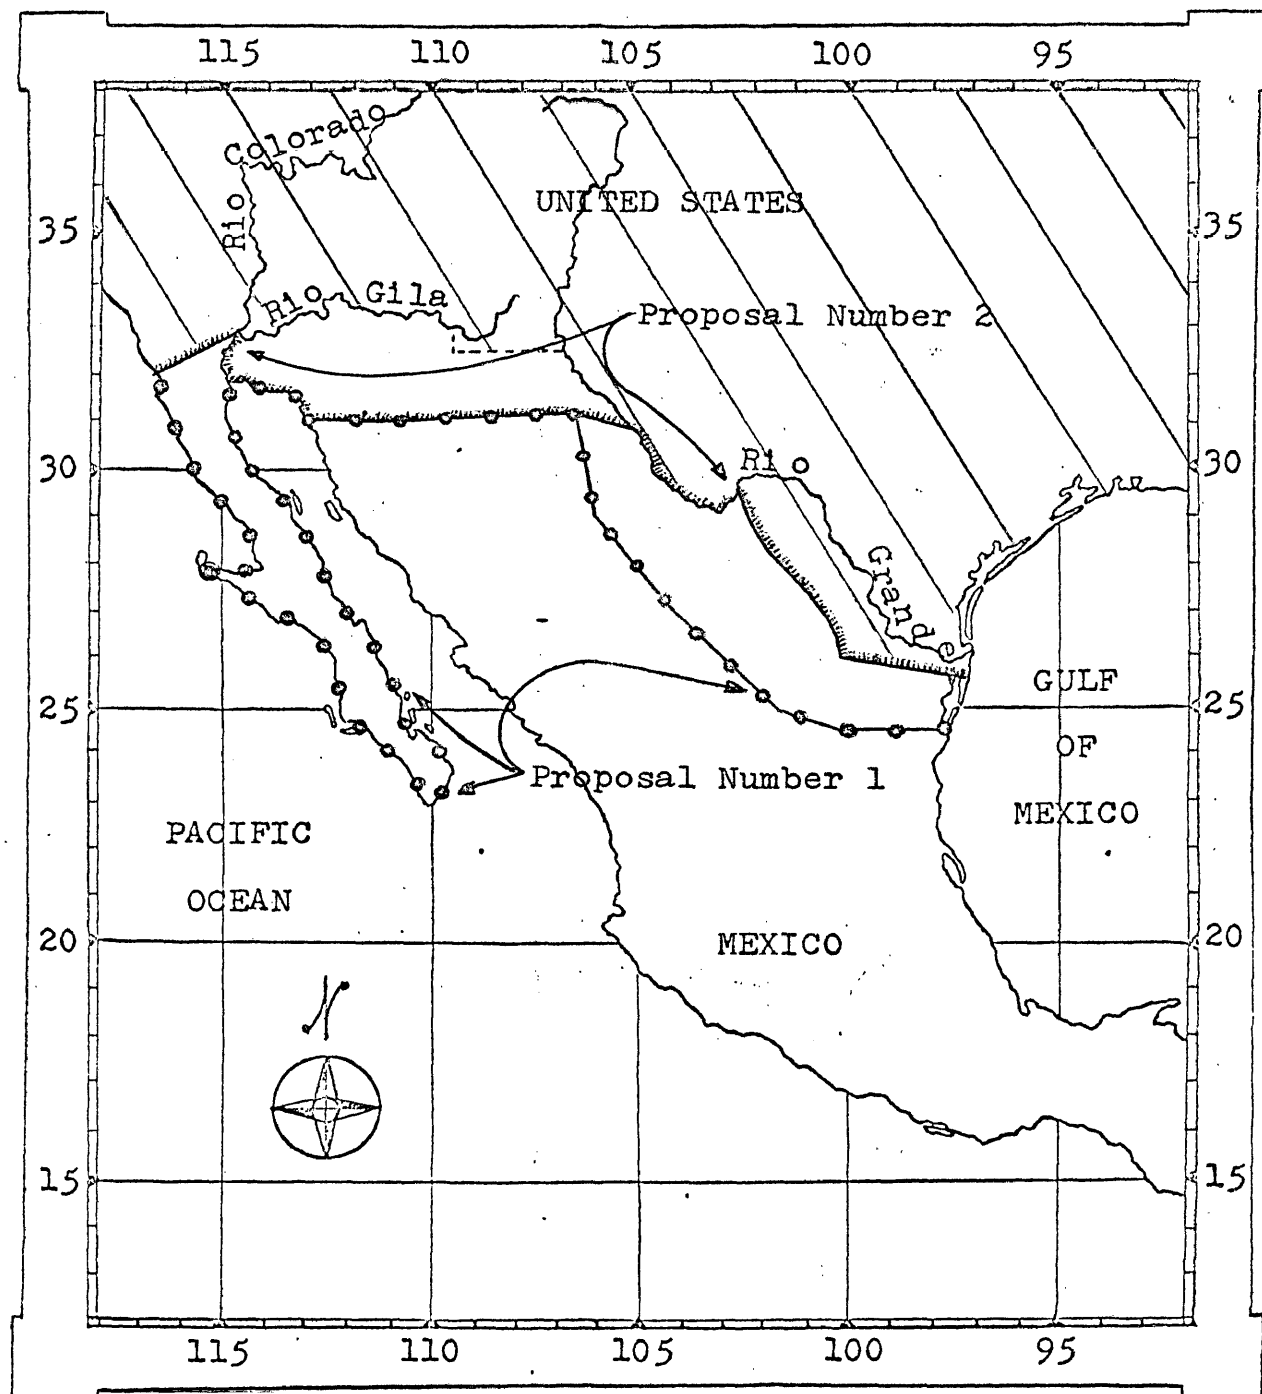 115 110 105 100 95
Rio Colorado
UNITED STATES
35 35
Rio Gila
Proposal Number 2
30 30
Rio Grande
GULF
25 25
OF
Proposal Number 1
MEXICO
PACIFIC
OCEAN
20 20
MEXICO
15 15
115 110 105 100 95